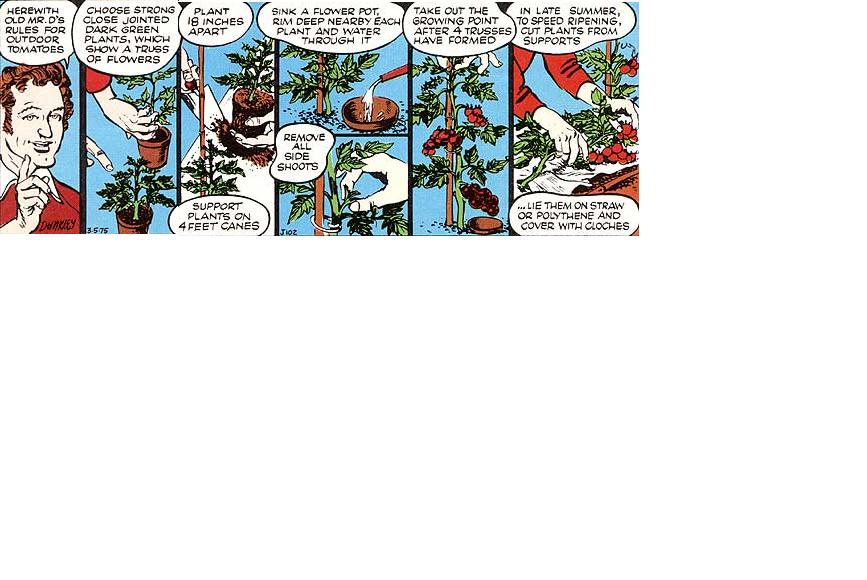 HEREWITH
OLD MR. D'S
RULES FOR
OUTDOOR
TOMATOES
DUNKLEY
CHOOSE STRONG
CLOSE JOINTED
DARK GREEN
PLANTS, WHICH
SHOW A TRUSS
OF FLOWERS
3·5·75
PLANT
18 INCHES
APART
SUPPORT
PLANTS ON
4 FEET CANES
SINK A FLOWER POT,
RIM DEEP NEARBY EACH
PLANT AND WATER
THROUGH IT
REMOVE
ALL
SIDE
SHOOTS
J102
TAKE OUT THE
GROWING POINT
AFTER 4 TRUSSES
HAVE FORMED
IN LATE SUMMER,
TO SPEED RIPENING,
CUT PLANTS FROM
SUPPORTS
...LIE THEM ON STRAW
OR POLYTHENE AND
COVER WITH CLOCHES